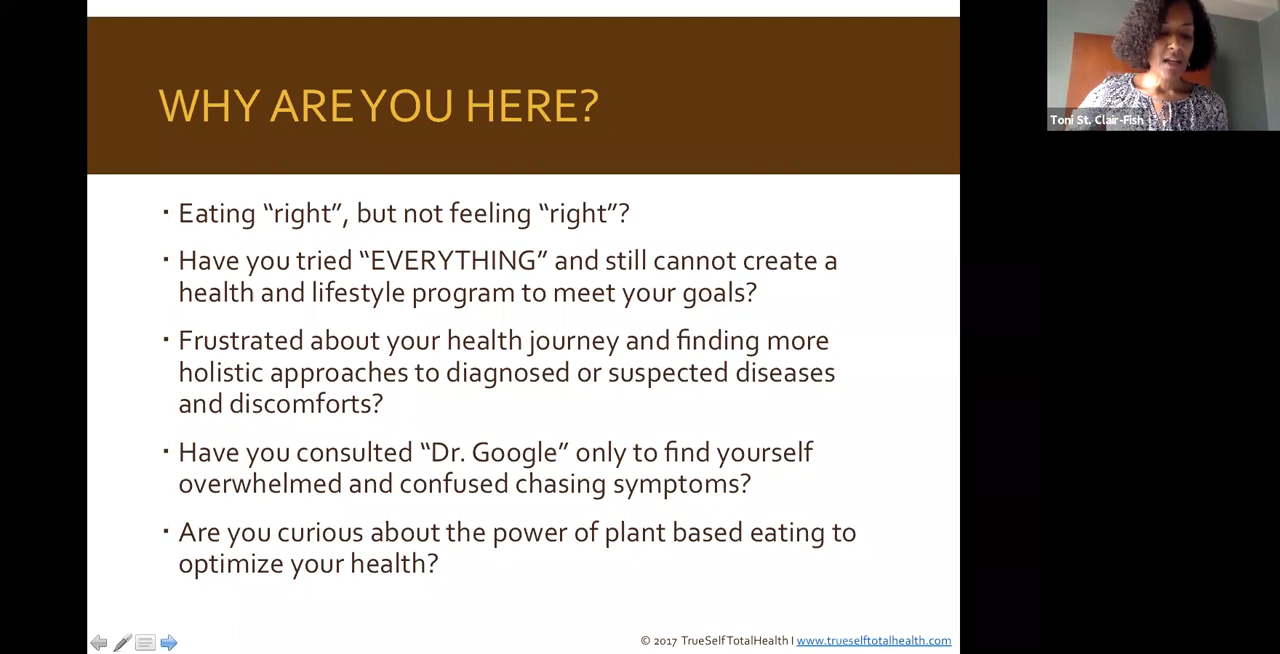 WHY ARE YOU HERE?
Toni St. Clair-Fish
▪ Eating “right”, but not feeling “right”?
▪ Have you tried “EVERYTHING” and still cannot create a
health and lifestyle program to meet your goals?
▪ Frustrated about your health journey and finding more
holistic approaches to diagnosed or suspected diseases
and discomforts?
▪ Have you consulted “Dr. Google” only to find yourself
overwhelmed and confused chasing symptoms?
▪ Are you curious about the power of plant based eating to
optimize your health?
© 2017 TrueSelfTotalHealth I www.trueselftotalhealth.com